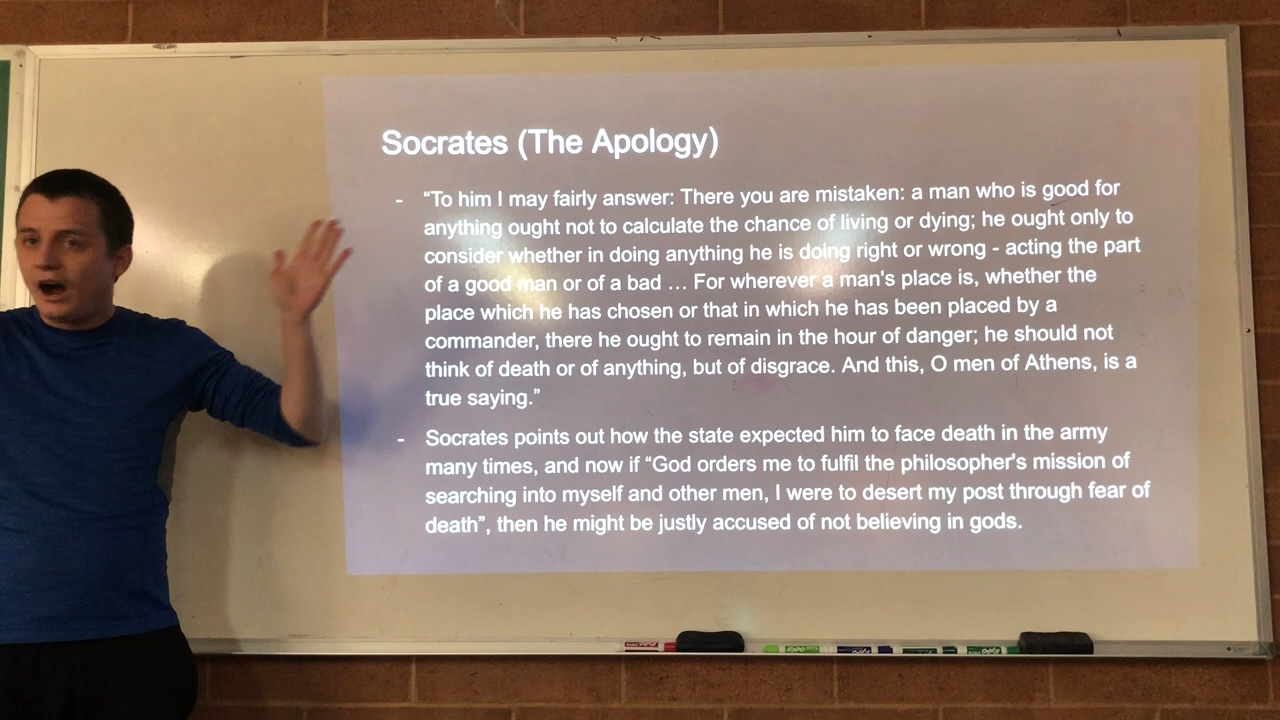 Socrates (The Apology)
- “To him I may fairly answer: There you are mistaken: a man who is good for
anything ought not to calculate the chance of living or dying; he ought only to
consider whether in doing anything he is doing right or wrong - acting the part
of a good man or of a bad … For wherever a man's place is, whether the
place which he has chosen or that in which he has been placed by a
commander, there he ought to remain in the hour of danger; he should not
think of death or of anything, but of disgrace. And this, O men of Athens, is a
true saying.”
- Socrates points out how the state expected him to face death in the army
many times, and now if “God orders me to fulfil the philosopher's mission of
searching into myself and other men, I were to desert my post through fear of
death”, then he might be justly accused of not believing in gods.
EXPO